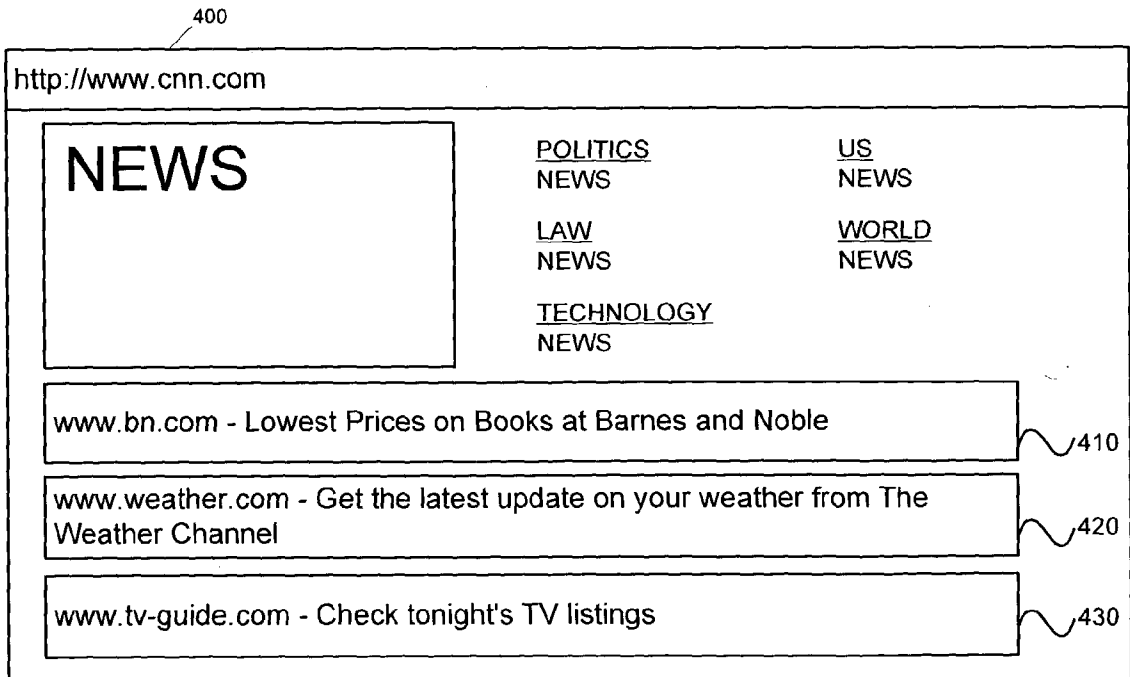 400
http://www.cnn.com
NEWS
POLITICS
NEWS
US
NEWS
LAW
NEWS
WORLD
NEWS
TECHNOLOGY
NEWS
www.bn.com - Lowest Prices on Books at Barnes and Noble
410
www.weather.com - Get the latest update on your weather from The
Weather Channel
420
www.tv-guide.com - Check tonight's TV listings
430